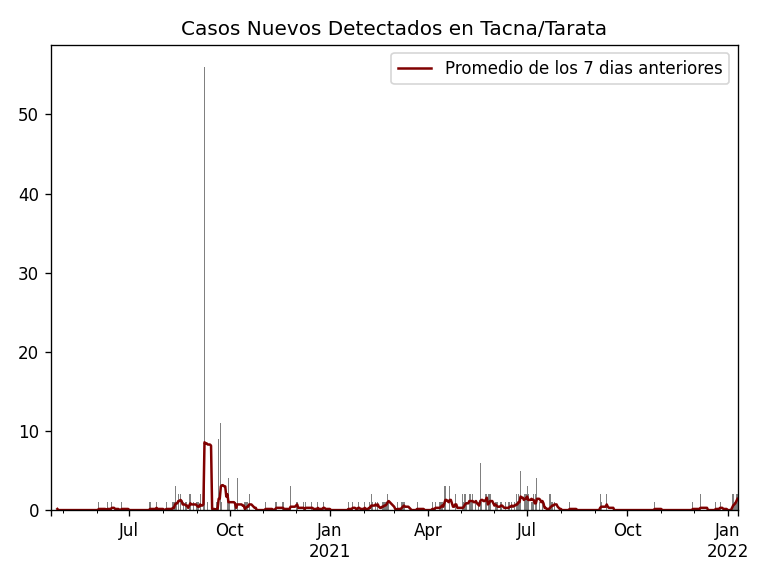 Casos Nuevos Detectados en Tacna/Tarata
Promedio de los 7 dias anteriores
50
40
30
20
10
0
Jul
Oct
Jan
2021
Apr
Jul
Oct
Jan
2022